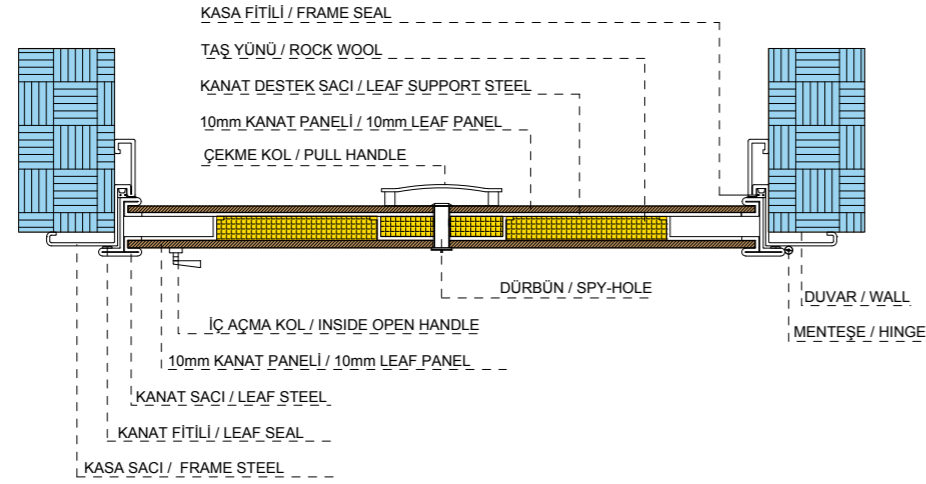 KASA FİTİLİ / FRAME SEAL
TAŞ YÜNÜ / ROCK WOOL
KANAT DESTEK SACI / LEAF SUPPORT STEEL
10mm KANAT PANELİ / 10mm LEAF PANEL
ÇEKME KOL / PULL HANDLE
DÜRBÜN / SPY-HOLE
DUVAR / WALL
İÇ AÇMA KOL / INSIDE OPEN HANDLE
MENTEŞE / HINGE
10mm KANAT PANELİ / 10mm LEAF PANEL
KANAT SACI / LEAF STEEL
KANAT FİTİLİ / LEAF SEAL
KASA SACI / FRAME STEEL